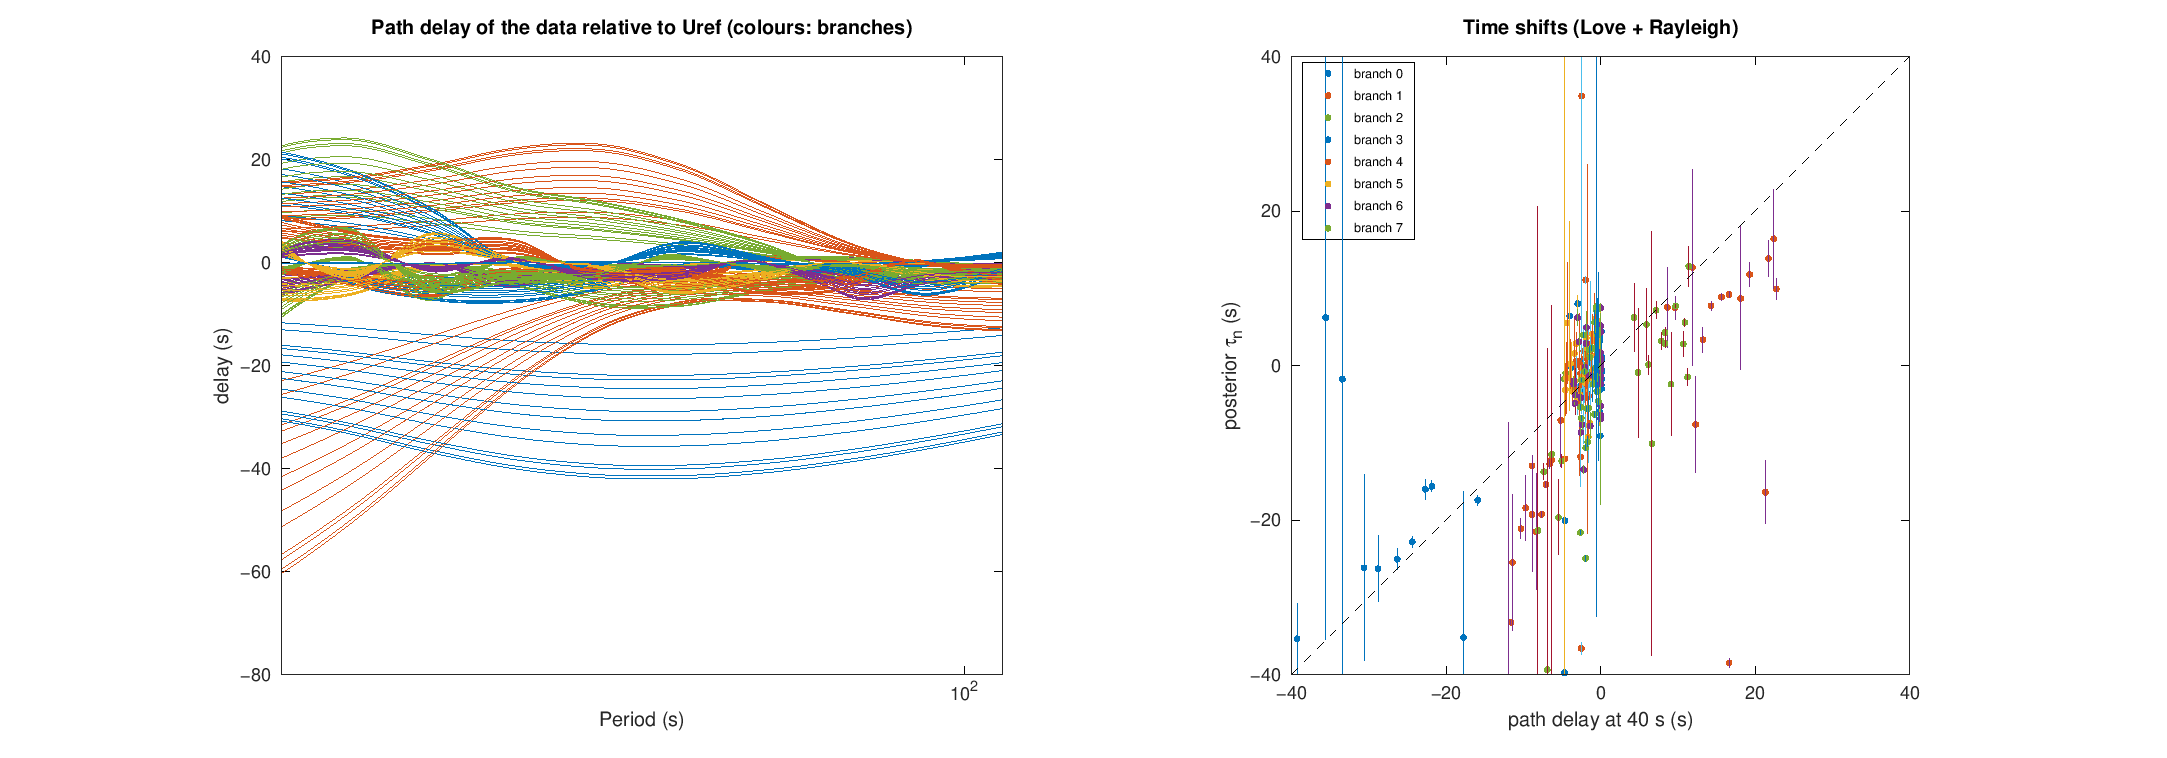 Path delay of the data relative to Uref (colours: branches)
40
20
0
−20
−40
−60
−80
delay (s)
10²
Period (s)
Time shifts (Love + Rayleigh)
40
20
0
−20
−40
posterior τn (s)
branch 0
branch 1
branch 2
branch 3
branch 4
branch 5
branch 6
branch 7
−40
−20
0
20
40
path delay at 40 s (s)